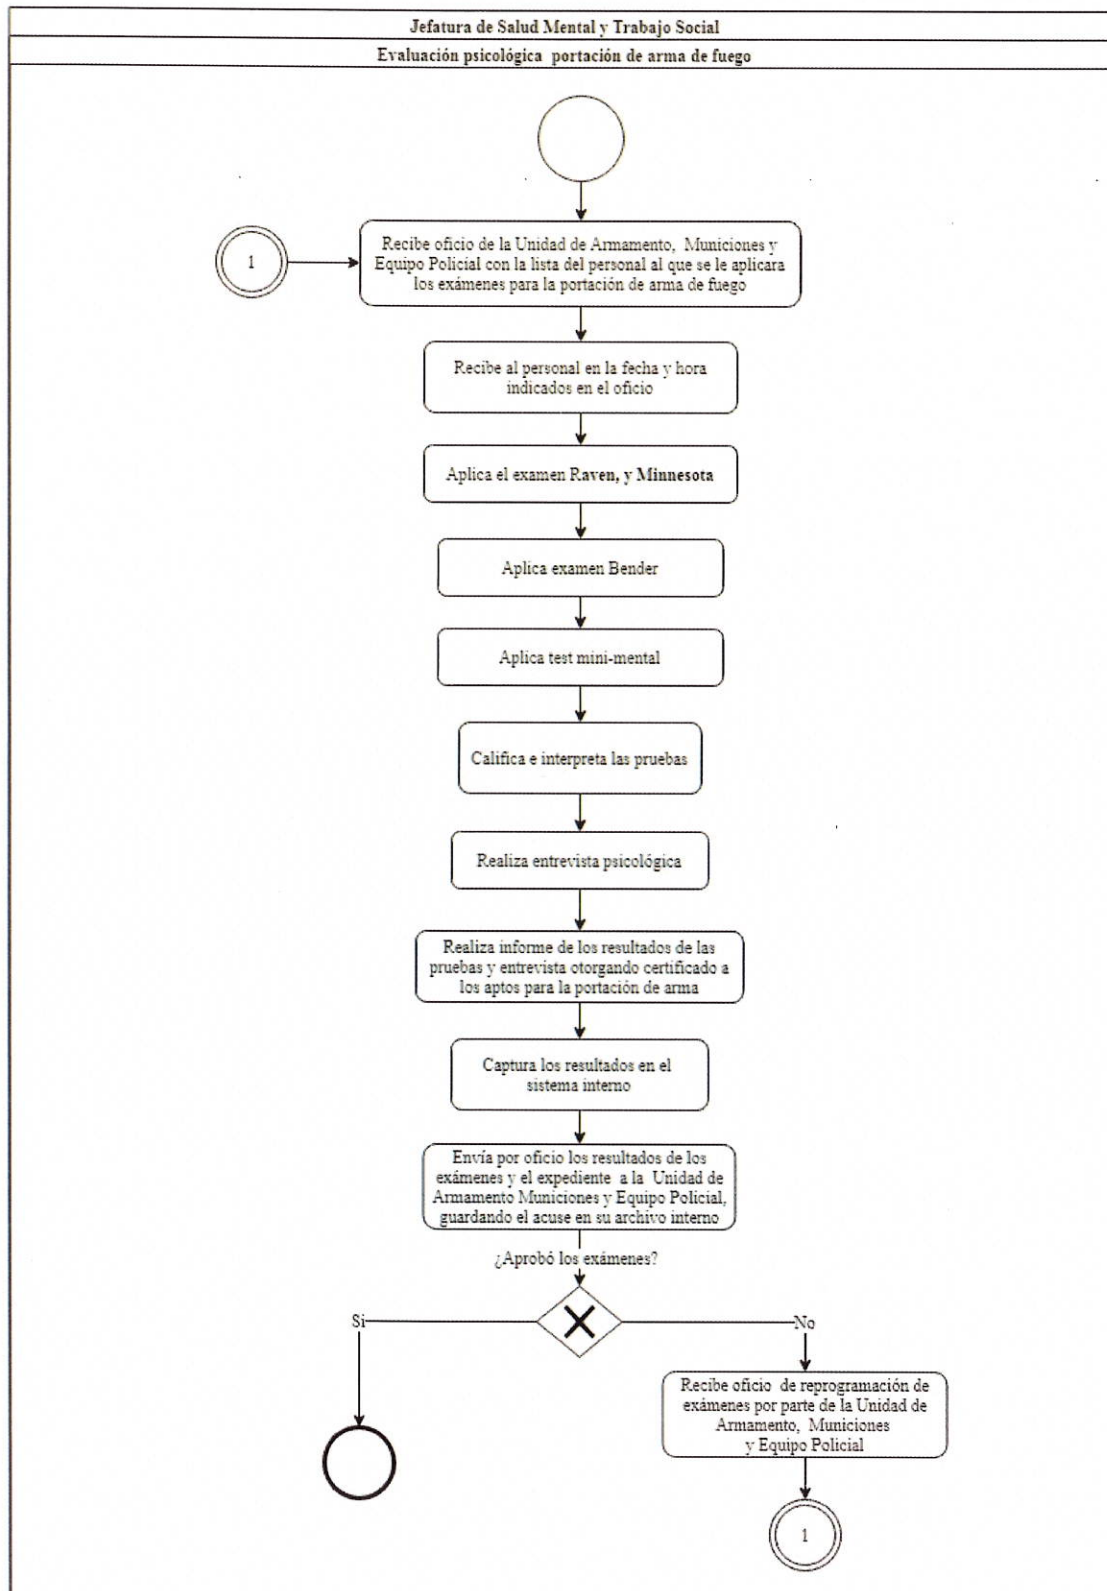 Jefatura de Salud Mental y Trabajo Social
Evaluación psicológica portación de arma de fuego
1
Recibe oficio de la Unidad de Armamento, Municiones y
Equipo Policial con la lista del personal al que se le aplicara
los exámenes para la portación de arma de fuego
Recibe al personal en la fecha y hora
indicados en el oficio
Aplica el examen Raven, y Minnesota
Aplica examen Bender
Aplica test mini-mental
Califica e interpreta las pruebas
Realiza entrevista psicológica
Realiza informe de los resultados de las
pruebas y entrevista otorgando certificado a
los aptos para la portación de arma
Captura los resultados en el
sistema interno
Envía por oficio los resultados de los
exámenes y el expediente a la Unidad de
Armamento Municiones y Equipo Policial,
guardando el acuse en su archivo interno
¿Aprobó los exámenes?
Si
No
Recibe oficio de reprogramación de
exámenes por parte de la Unidad de
Armamento, Municiones
y Equipo Policial
1